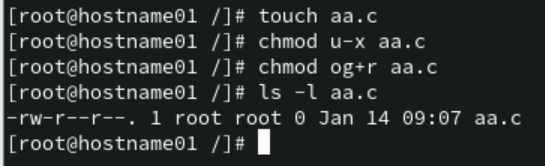 [root@hostname01 /]# touch aa.c
[root@hostname01 /]# chmod u-x aa.c
[root@hostname01 /]# chmod og+r aa.c
[root@hostname01 /]# ls -l aa.c
-rw-r--r--. 1 root root 0 Jan 14 09:07 aa.c
[root@hostname01 /]#